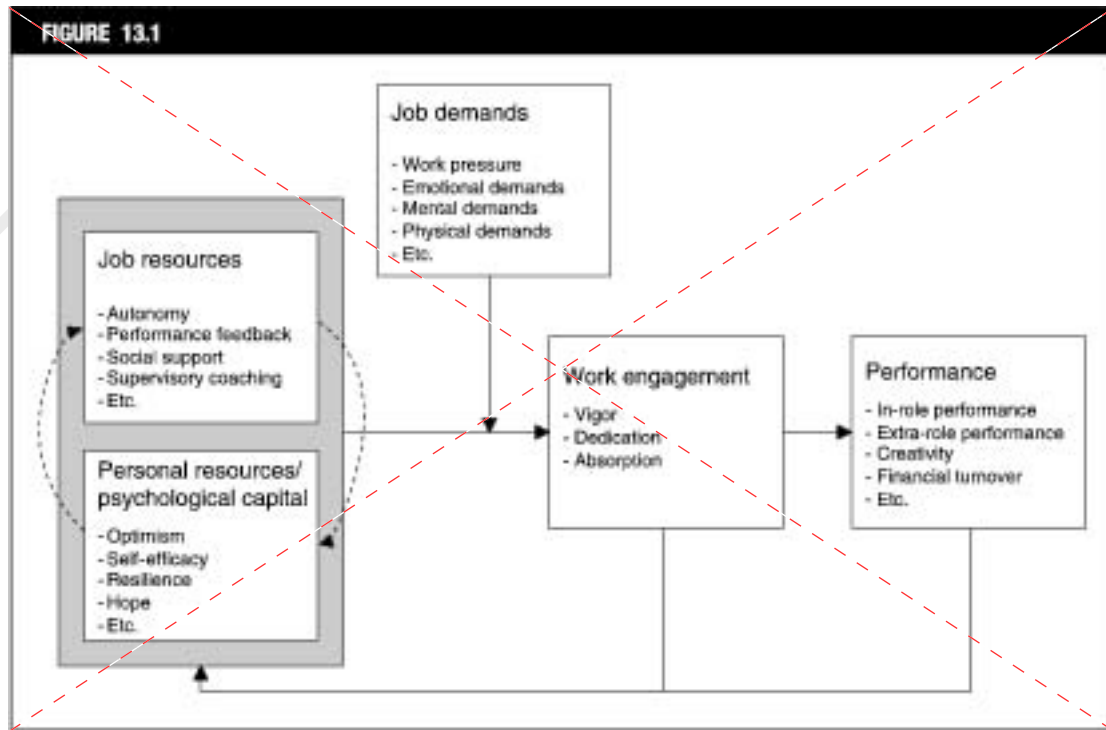 FIGURE 13.1
Job demands
- Work pressure
- Emotional demands
- Mental demands
- Physical demands
- Etc.
Job resources
- Autonomy
- Performance feedback
- Social support
- Supervisory coaching
- Etc.
Personal resources/
psychological capital
- Optimism
- Self-efficacy
- Resilience
- Hope
- Etc.
Work engagement
- Vigor
- Dedication
- Absorption
Performance
- In-role performance
- Extra-role performance
- Creativity
- Financial turnover
- Etc.